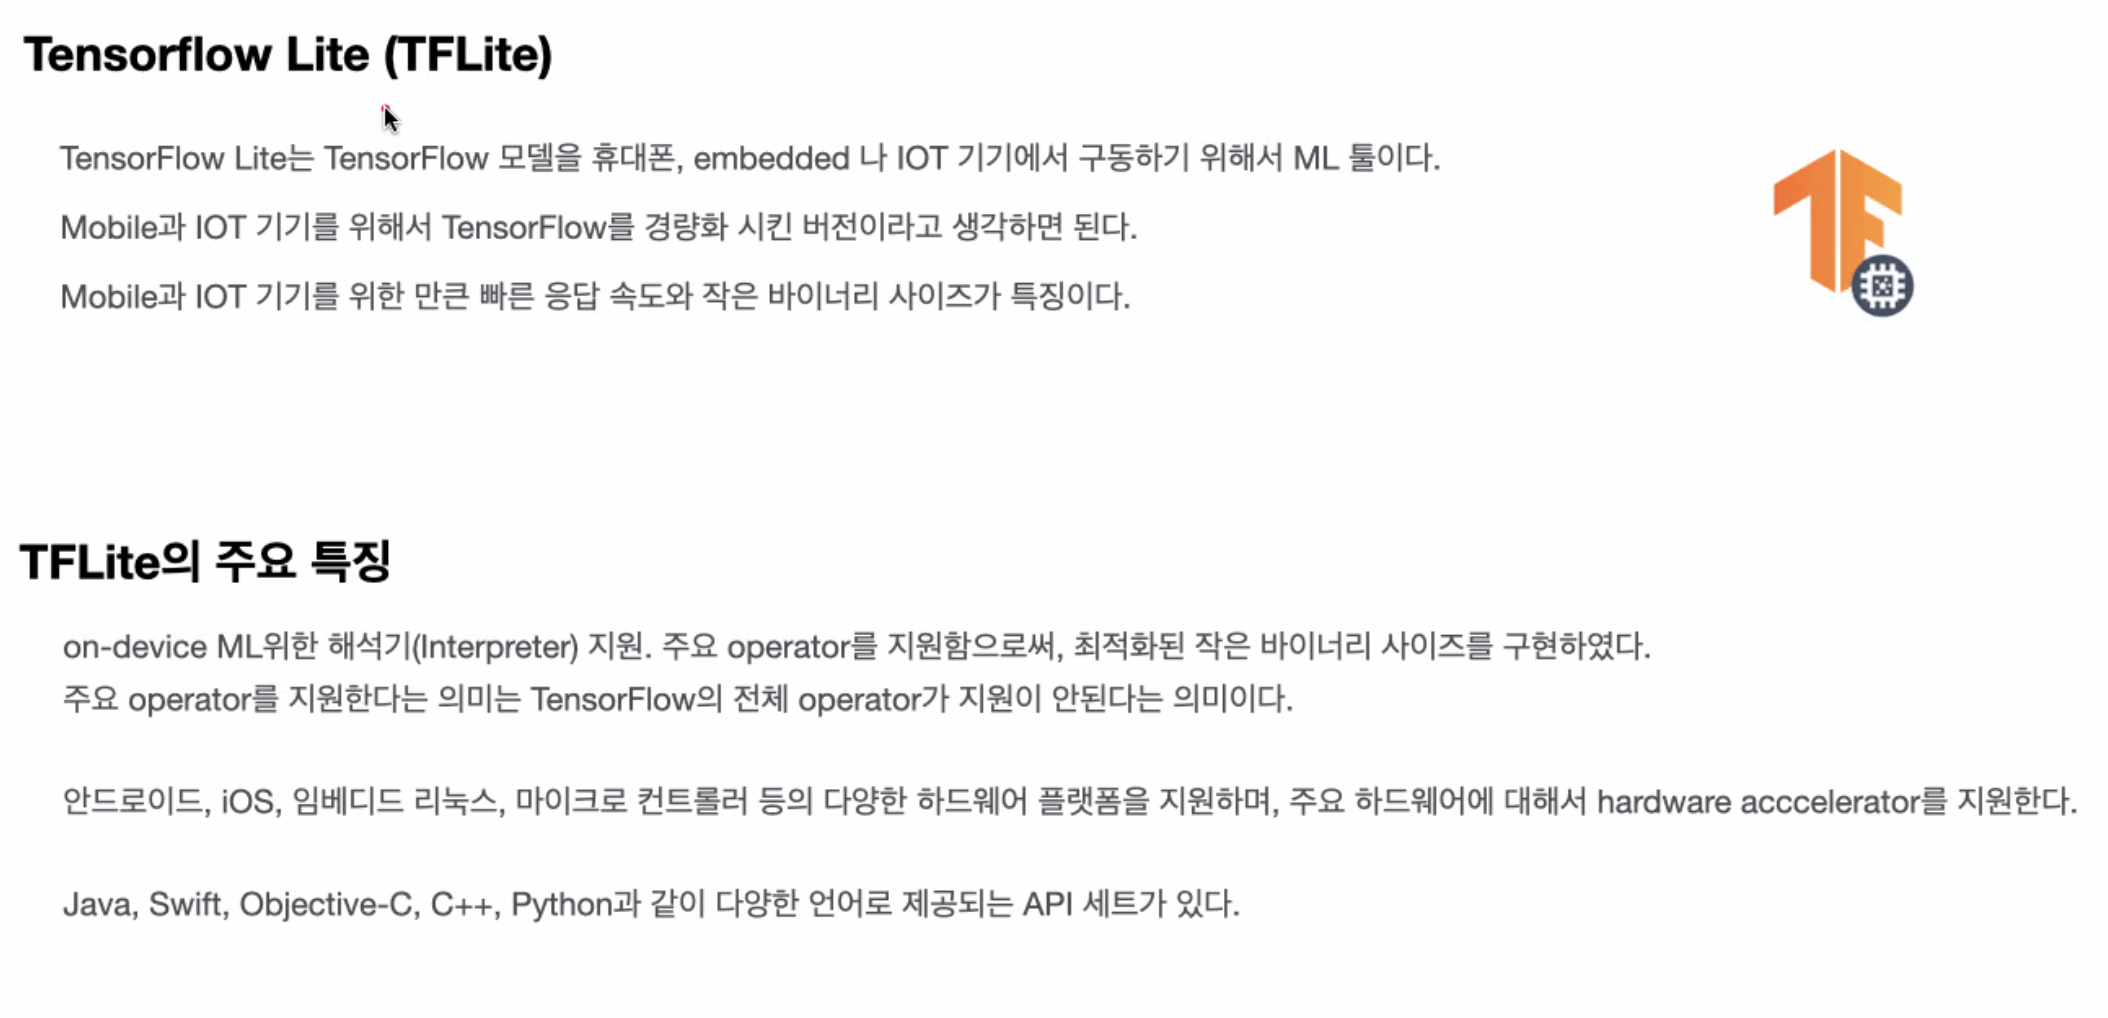 Tensorflow Lite (TFLite)
TensorFlow Lite는 TensorFlow 모델을 휴대폰, embedded 나 IOT 기기에서 구동하기 위해서 ML 툴이다.
Mobile과 IOT 기기를 위해서 TensorFlow를 경량화 시킨 버전이라고 생각하면 된다.
Mobile과 IOT 기기를 위한 만큰 빠른 응답 속도와 작은 바이너리 사이즈가 특징이다.
TFLite의 주요 특징
on-device ML위한 해석기(Interpreter) 지원. 주요 operator를 지원함으로써, 최적화된 작은 바이너리 사이즈를 구현하였다.
주요 operator를 지원한다는 의미는 TensorFlow의 전체 operator가 지원이 안된다는 의미이다.
안드로이드, iOS, 임베디드 리눅스, 마이크로 컨트롤러 등의 다양한 하드웨어 플랫폼을 지원하며, 주요 하드웨어에 대해서 hardware acccelerator를 지원한다.
Java, Swift, Objective-C, C++, Python과 같이 다양한 언어로 제공되는 API 세트가 있다.